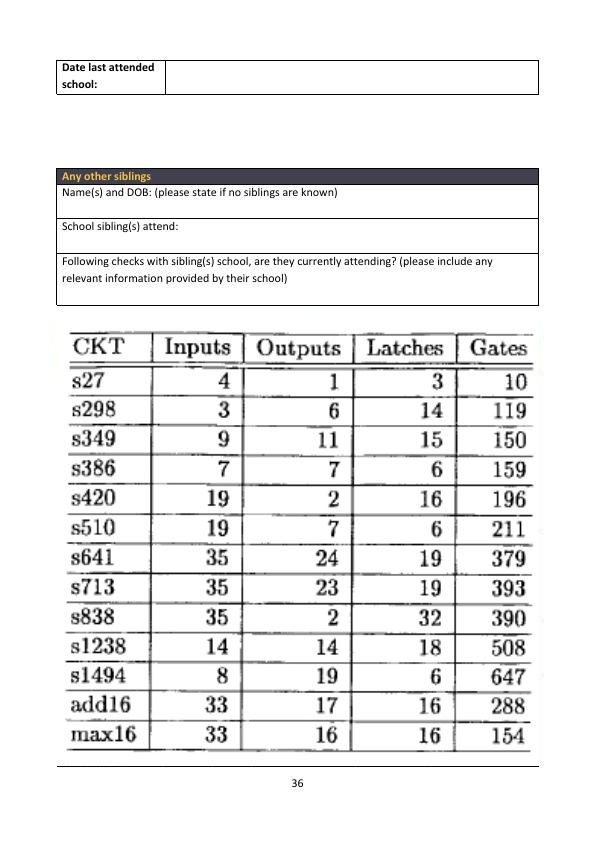 Date last attended
school:
Any other siblings
Name(s) and DOB: (please state if no siblings are known)
School sibling(s) attend:
Following checks with sibling(s) school, are they currently attending? (please include any
relevant information provided by their school)
CKT Inputs Outputs Latches Gates
s27 4 1 3 10
s298 3 6 14 119
s349 9 11 15 150
s386 7 7 6 159
s420 19 2 16 196
s510 19 7 6 211
s641 35 24 19 379
s713 35 23 19 393
s838 35 2 32 390
s1238 14 14 18 508
s1494 8 19 6 647
add16 33 17 16 288
max16 33 16 16 154
36